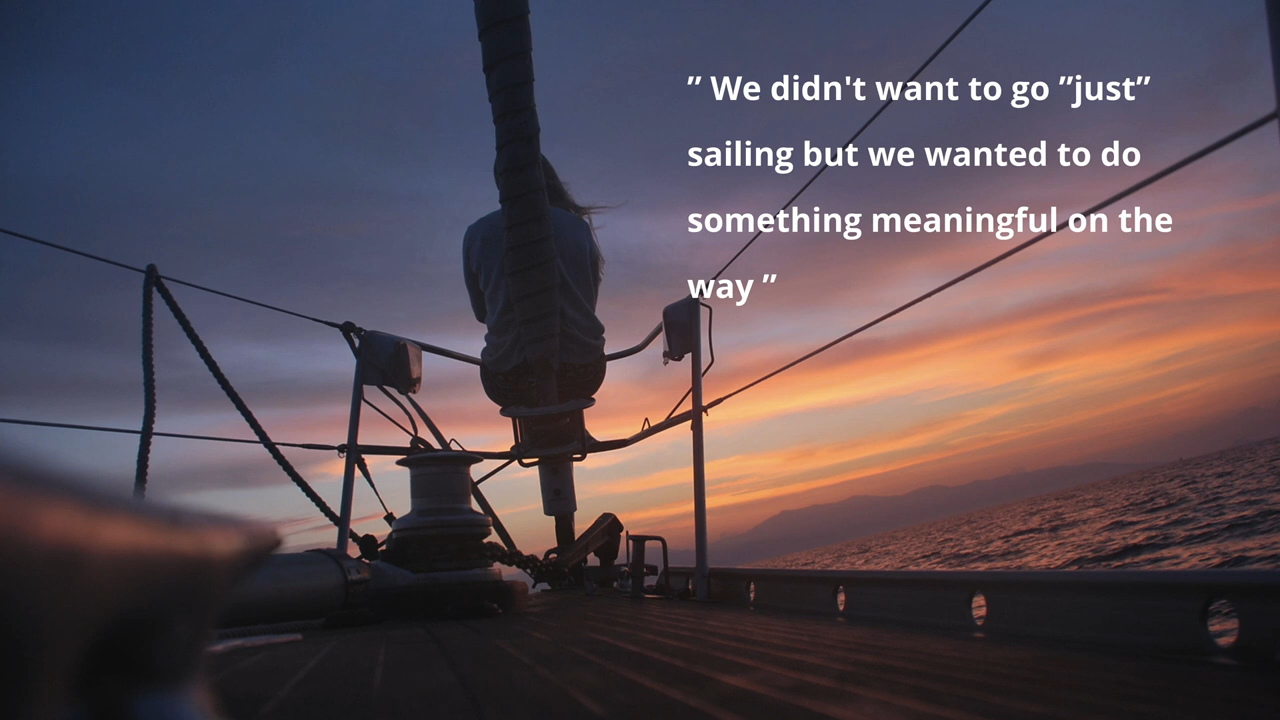 ” We didn't want to go ”just”
sailing but we wanted to do
something meaningful on the
way ”